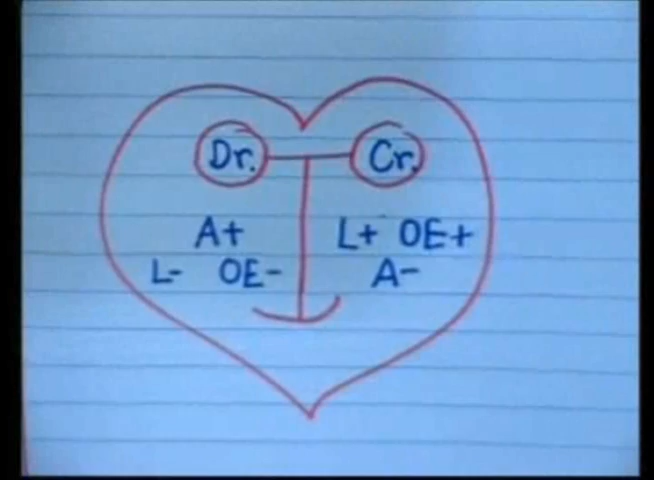 Dr. Cr.
A+ L+ OE+
L- OE- A-